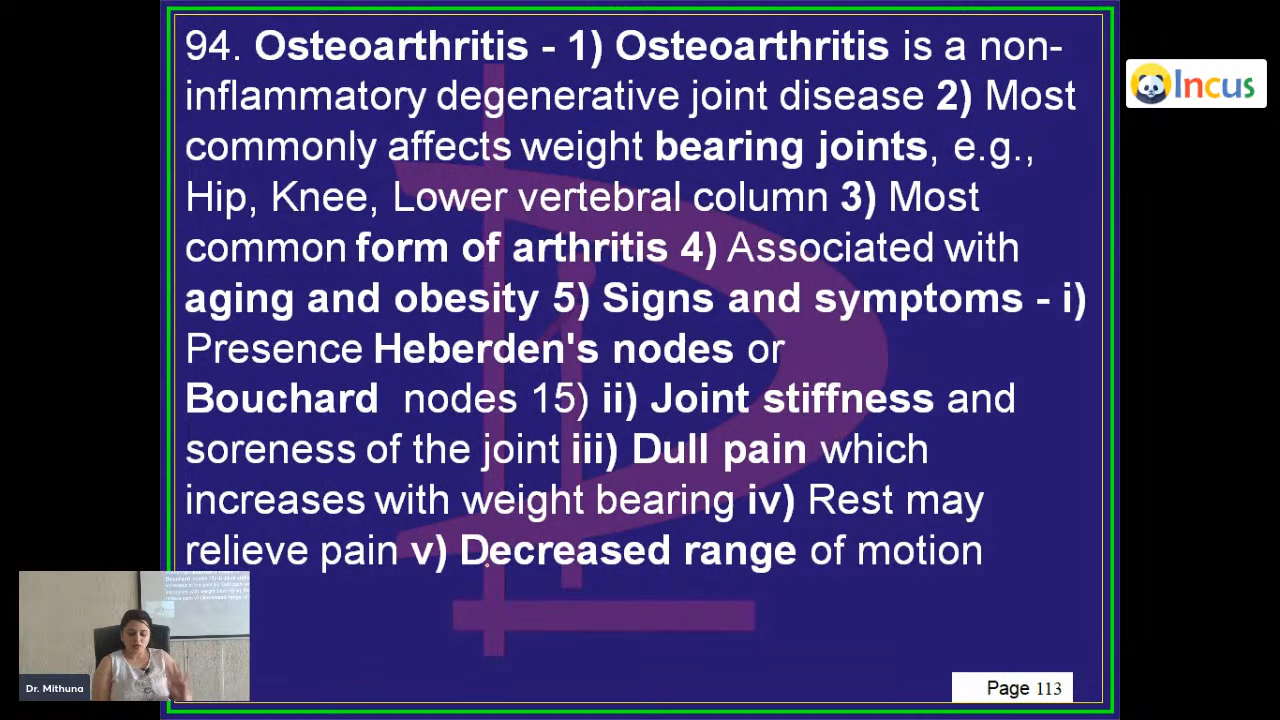 94. Osteoarthritis - 1) Osteoarthritis is a non-
inflammatory degenerative joint disease 2) Most
commonly affects weight bearing joints, e.g.,
Hip, Knee, Lower vertebral column 3) Most
common form of arthritis 4) Associated with
aging and obesity 5) Signs and symptoms - i)
Presence Heberden's nodes or
Bouchard nodes 15) ii) Joint stiffness and
soreness of the joint iii) Dull pain which
increases with weight bearing iv) Rest may
relieve pain v) Decreased range of motion
Incus
Dr. Mithuna
Page 113